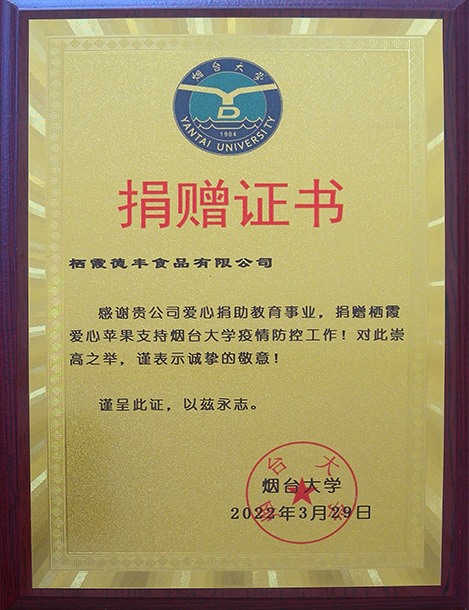 烟台大学
D
1984
YANTAI UNIVERSITY
捐赠证书
栖霞德丰食品有限公司
感谢贵公司爱心捐助教育事业，捐赠栖霞
爱心苹果支持烟台大学疫情防控工作！对此崇
高之举，谨表示诚挚的敬意！
谨呈此证，以兹永志。
烟台大学
烟台大学
2022年3月29日